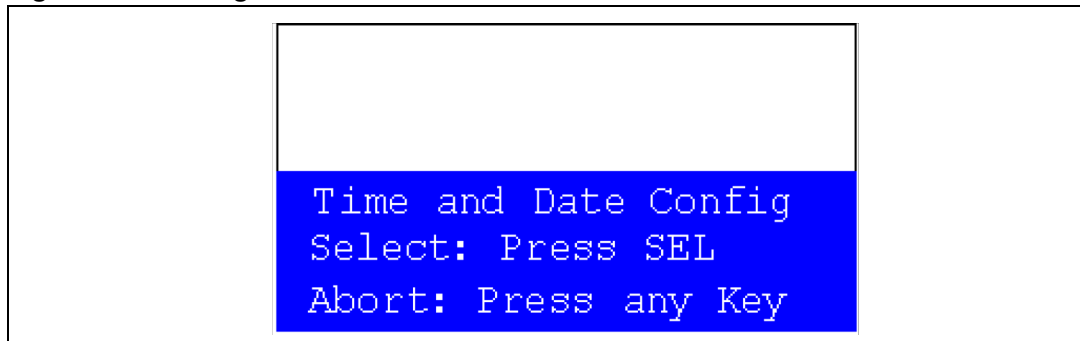 Time and Date Config
Select: Press SEL
Abort: Press any Key